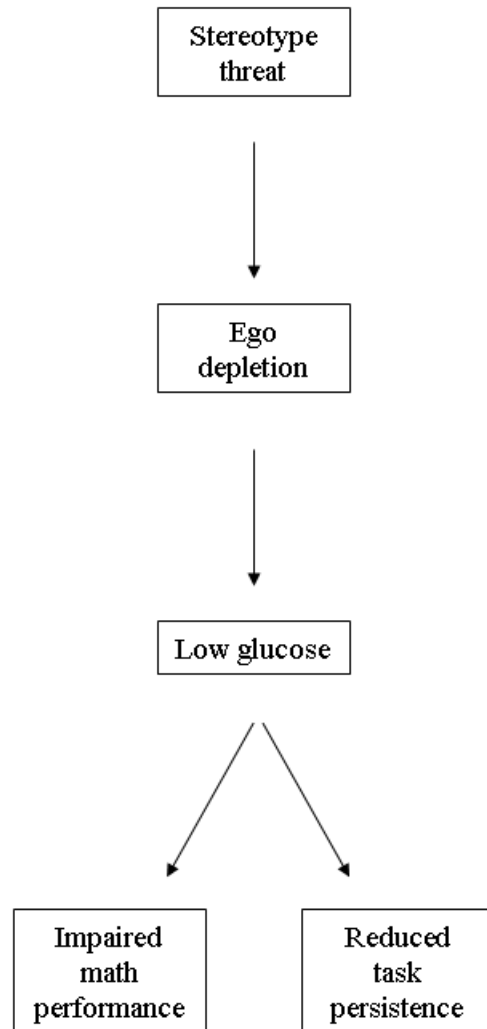 Stereotype
threat
Ego
depletion
Low glucose
Impaired
math
performance
Reduced
task
persistence